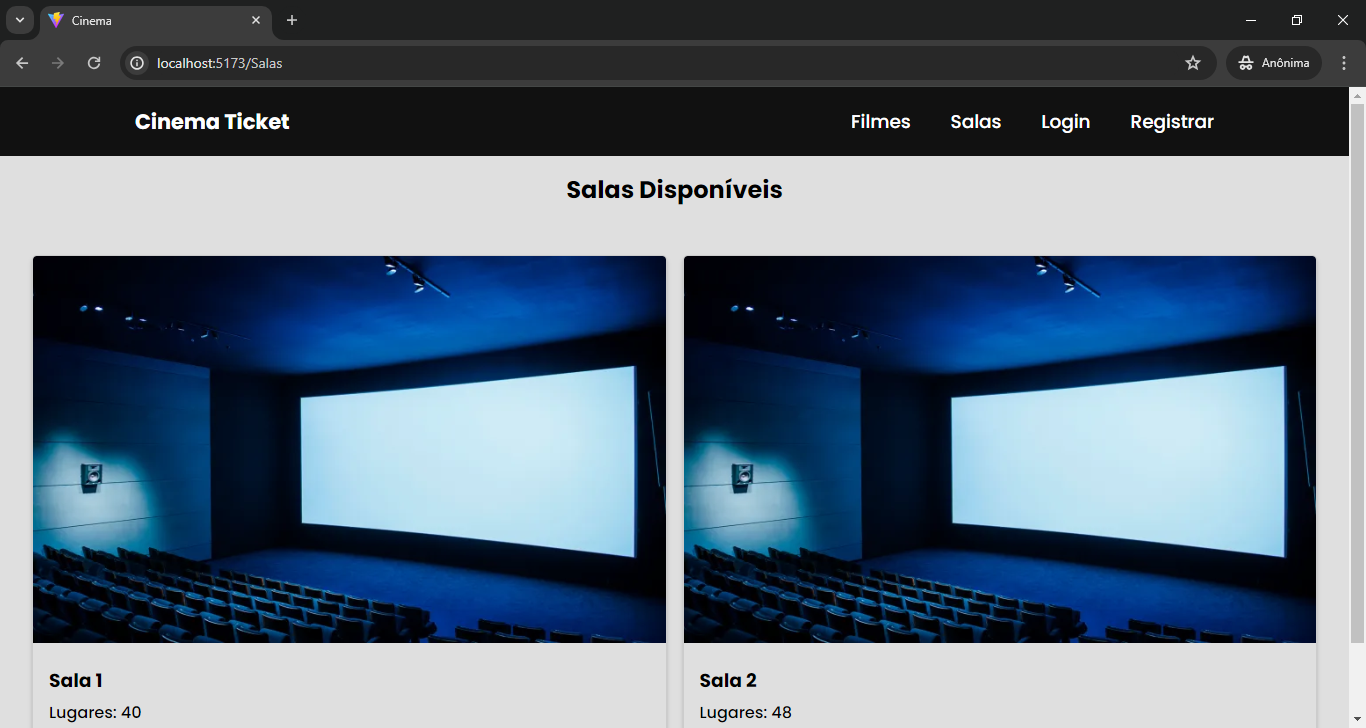 Cinema
localhost:5173/Salas
Anônima
Cinema Ticket
Filmes
Salas
Login
Registrar
Salas Disponíveis
Sala 1
Lugares: 40
Sala 2
Lugares: 48